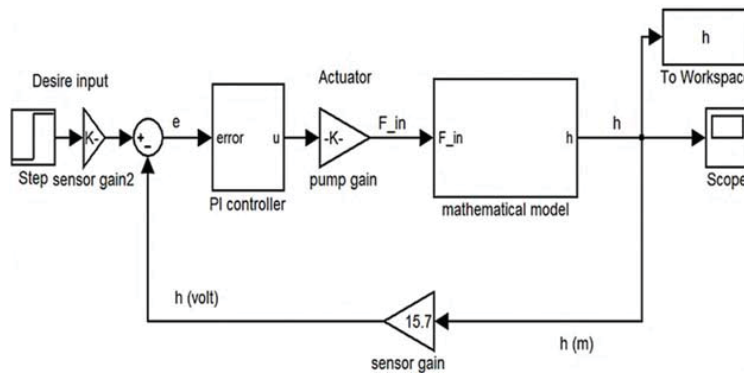 h
To Workspace
Desire input
Actuator
K-
+
-
e
error
u
-K-
F_in
F_in
h
h
Step
sensor gain2
PI controller
pump gain
mathematical model
Scope
h (volt)
15.7
h (m)
sensor gain